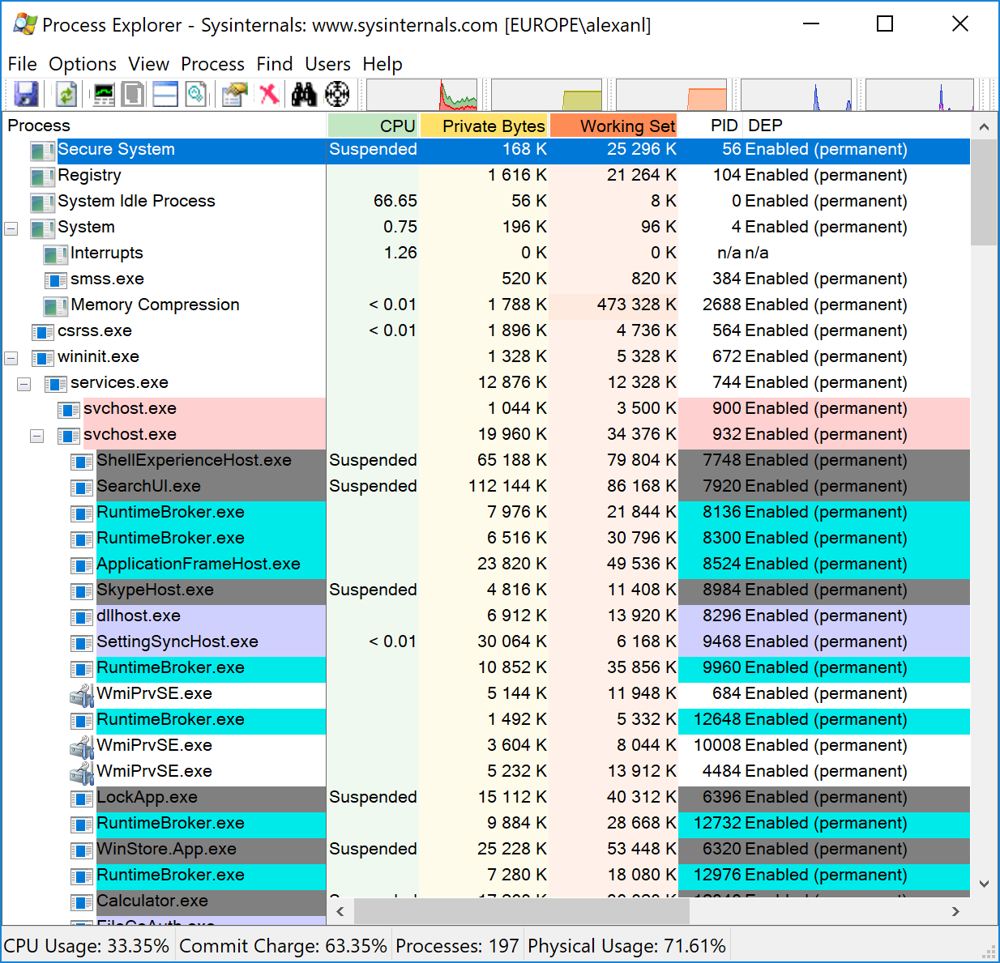 Process Explorer - Sysinternals: www.sysinternals.com [EUROPE\alexanl]
File Options View Process Find Users Help
Process CPU Private Bytes Working Set PID DEP
Secure System Suspended 168 K 25 296 K 56 Enabled (permanent)
Registry 1 616 K 21 264 K 104 Enabled (permanent)
System Idle Process 66.65 56 K 8 K 0 Enabled (permanent)
System 0.75 196 K 96 K 4 Enabled (permanent)
Interrupts 1.26 0 K 0 K n/a n/a
smss.exe 520 K 820 K 384 Enabled (permanent)
Memory Compression < 0.01 1 788 K 473 328 K 2688 Enabled (permanent)
csrss.exe < 0.01 1 896 K 4 736 K 564 Enabled (permanent)
wininit.exe 1 328 K 5 328 K 672 Enabled (permanent)
services.exe 12 876 K 12 328 K 744 Enabled (permanent)
svchost.exe 1 044 K 3 500 K 900 Enabled (permanent)
svchost.exe 19 960 K 34 376 K 932 Enabled (permanent)
ShellExperienceHost.exe Suspended 65 188 K 79 804 K 7748 Enabled (permanent)
SearchUI.exe Suspended 112 144 K 86 168 K 7920 Enabled (permanent)
RuntimeBroker.exe 7 976 K 21 844 K 8136 Enabled (permanent)
RuntimeBroker.exe 6 516 K 30 796 K 8300 Enabled (permanent)
ApplicationFrameHost.exe 23 820 K 49 536 K 8524 Enabled (permanent)
SkypeHost.exe Suspended 4 816 K 11 408 K 8984 Enabled (permanent)
dllhost.exe 6 912 K 13 920 K 8296 Enabled (permanent)
SettingSyncHost.exe < 0.01 30 064 K 6 168 K 9468 Enabled (permanent)
RuntimeBroker.exe 10 852 K 35 856 K 9960 Enabled (permanent)
WmiPrvSE.exe 5 144 K 11 948 K 684 Enabled (permanent)
RuntimeBroker.exe 1 492 K 5 332 K 12648 Enabled (permanent)
WmiPrvSE.exe 3 604 K 8 044 K 10008 Enabled (permanent)
WmiPrvSE.exe 5 232 K 13 912 K 4484 Enabled (permanent)
LockApp.exe Suspended 15 112 K 40 312 K 6396 Enabled (permanent)
RuntimeBroker.exe 9 884 K 28 668 K 12732 Enabled (permanent)
WinStore.App.exe Suspended 25 228 K 53 448 K 6320 Enabled (permanent)
RuntimeBroker.exe 7 280 K 18 080 K 12976 Enabled (permanent)
Calculator.exe
CPU Usage: 33.35% Commit Charge: 63.35% Processes: 197 Physical Usage: 71.61%